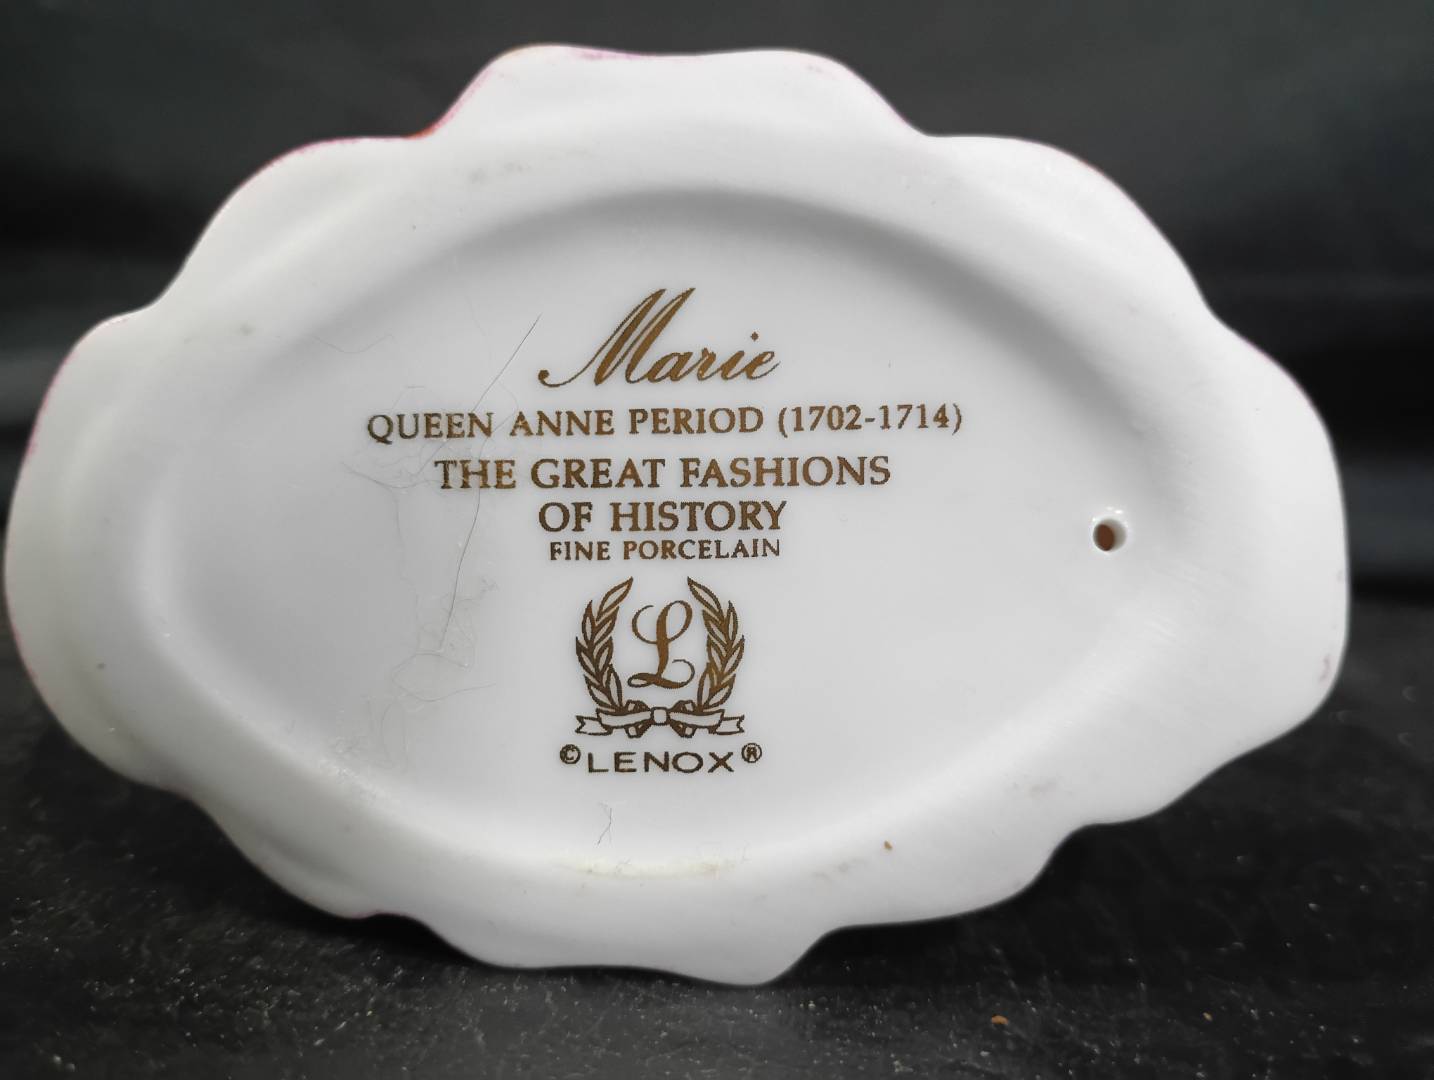 Marie
QUEEN ANNE PERIOD (1702-1714)
THE GREAT FASHIONS
OF HISTORY
FINE PORCELAIN
L
©LENOX®